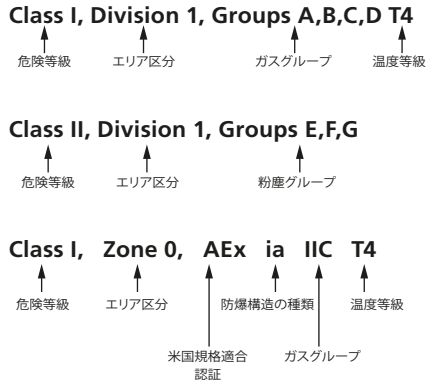 Class I, Division 1, Groups A,B,C,D T4
危険等級 エリア区分 ガスグループ 温度等級
Class II, Division 1, Groups E,F,G
危険等級 エリア区分 粉塵グループ
Class I, Zone 0, AEx ia IIC T4
危険等級 エリア区分 防爆構造の種類 温度等級
米国規格適合 ガスグループ
認証